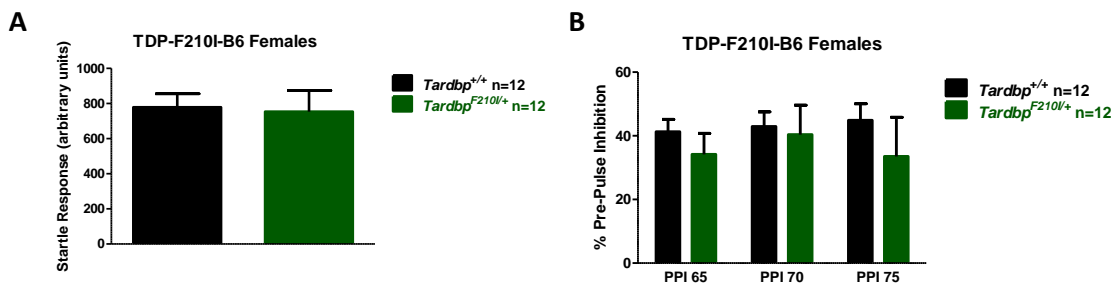 A
TDP-F210I-B6 Females
Startle Response (arbitrary units)
1000
800
600
400
200
0
Tardbp+/+ n=12
TardbpF210I/+ n=12
B
TDP-F210I-B6 Females
% Pre-Pulse Inhibition
60
40
20
0
PPI 65
PPI 70
PPI 75
Tardbp+/+ n=12
TardbpF210I/+ n=12